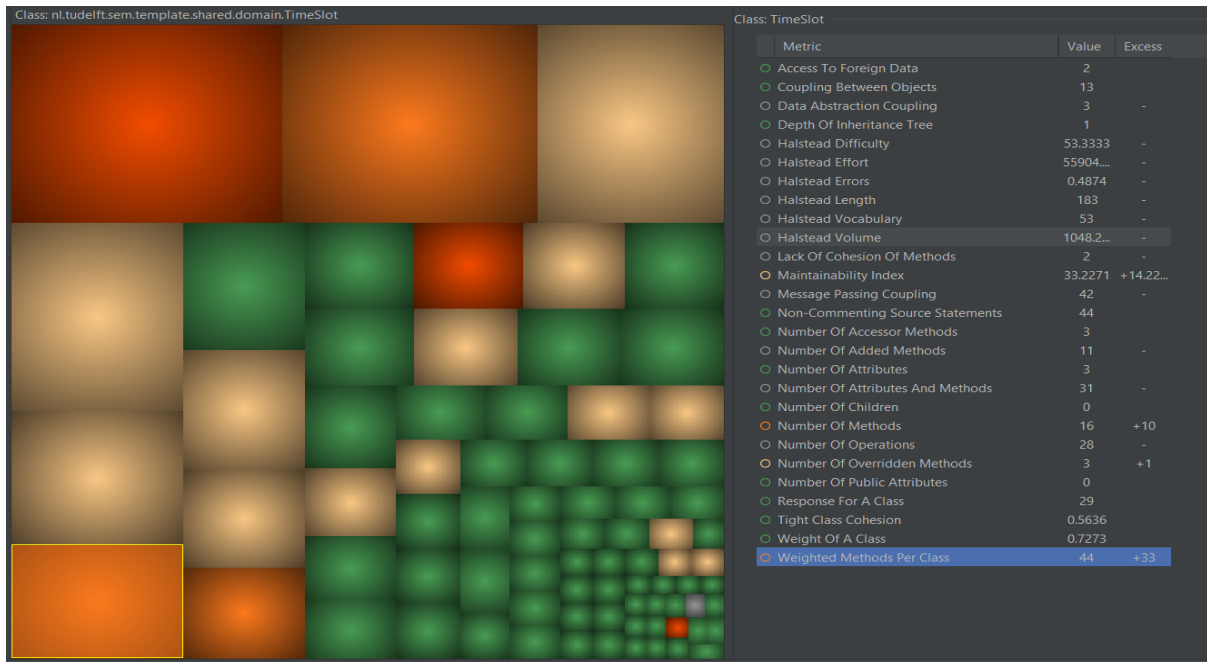 Class: nl.tudelft.sem.template.shared.domain.TimeSlot
Class: TimeSlot
Metric Value Excess
Access To Foreign Data 2
Coupling Between Objects 13
Data Abstraction Coupling 3 -
Depth Of Inheritance Tree 1
Halstead Difficulty 53.3333 -
Halstead Effort 55904.... -
Halstead Errors 0.4874 -
Halstead Length 183 -
Halstead Vocabulary 53 -
Halstead Volume 1048.2... -
Lack Of Cohesion Of Methods 2 -
Maintainability Index 33.2271 +14.22...
Message Passing Coupling 42 -
Non-Commenting Source Statements 44
Number Of Accessor Methods 3
Number Of Added Methods 11 -
Number Of Attributes 3
Number Of Attributes And Methods 31 -
Number Of Children 0
Number Of Methods 16 +10
Number Of Operations 28 -
Number Of Overridden Methods 3 +1
Number Of Public Attributes 0
Response For A Class 29
Tight Class Cohesion 0.5636
Weight Of A Class 0.7273
Weighted Methods Per Class 44 +33